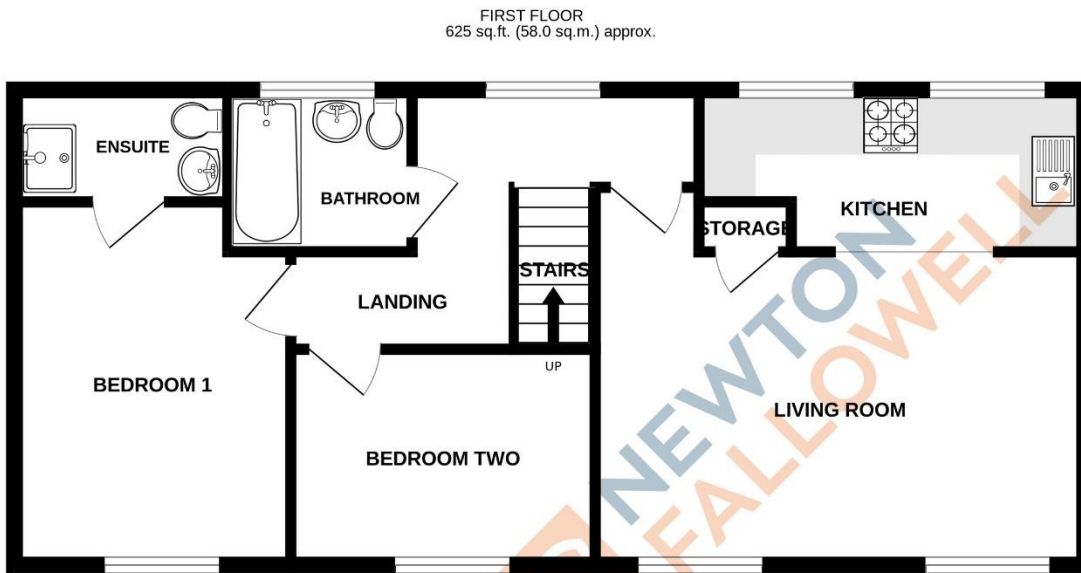 FIRST FLOOR
625 sq.ft. (58.0 sq.m.) approx.
ENSUITE
BATHROOM
KITCHEN
STORAGE
STAIRS
LANDING
UP
BEDROOM 1
BEDROOM TWO
LIVING ROOM
NEWTON
FALLOWELL